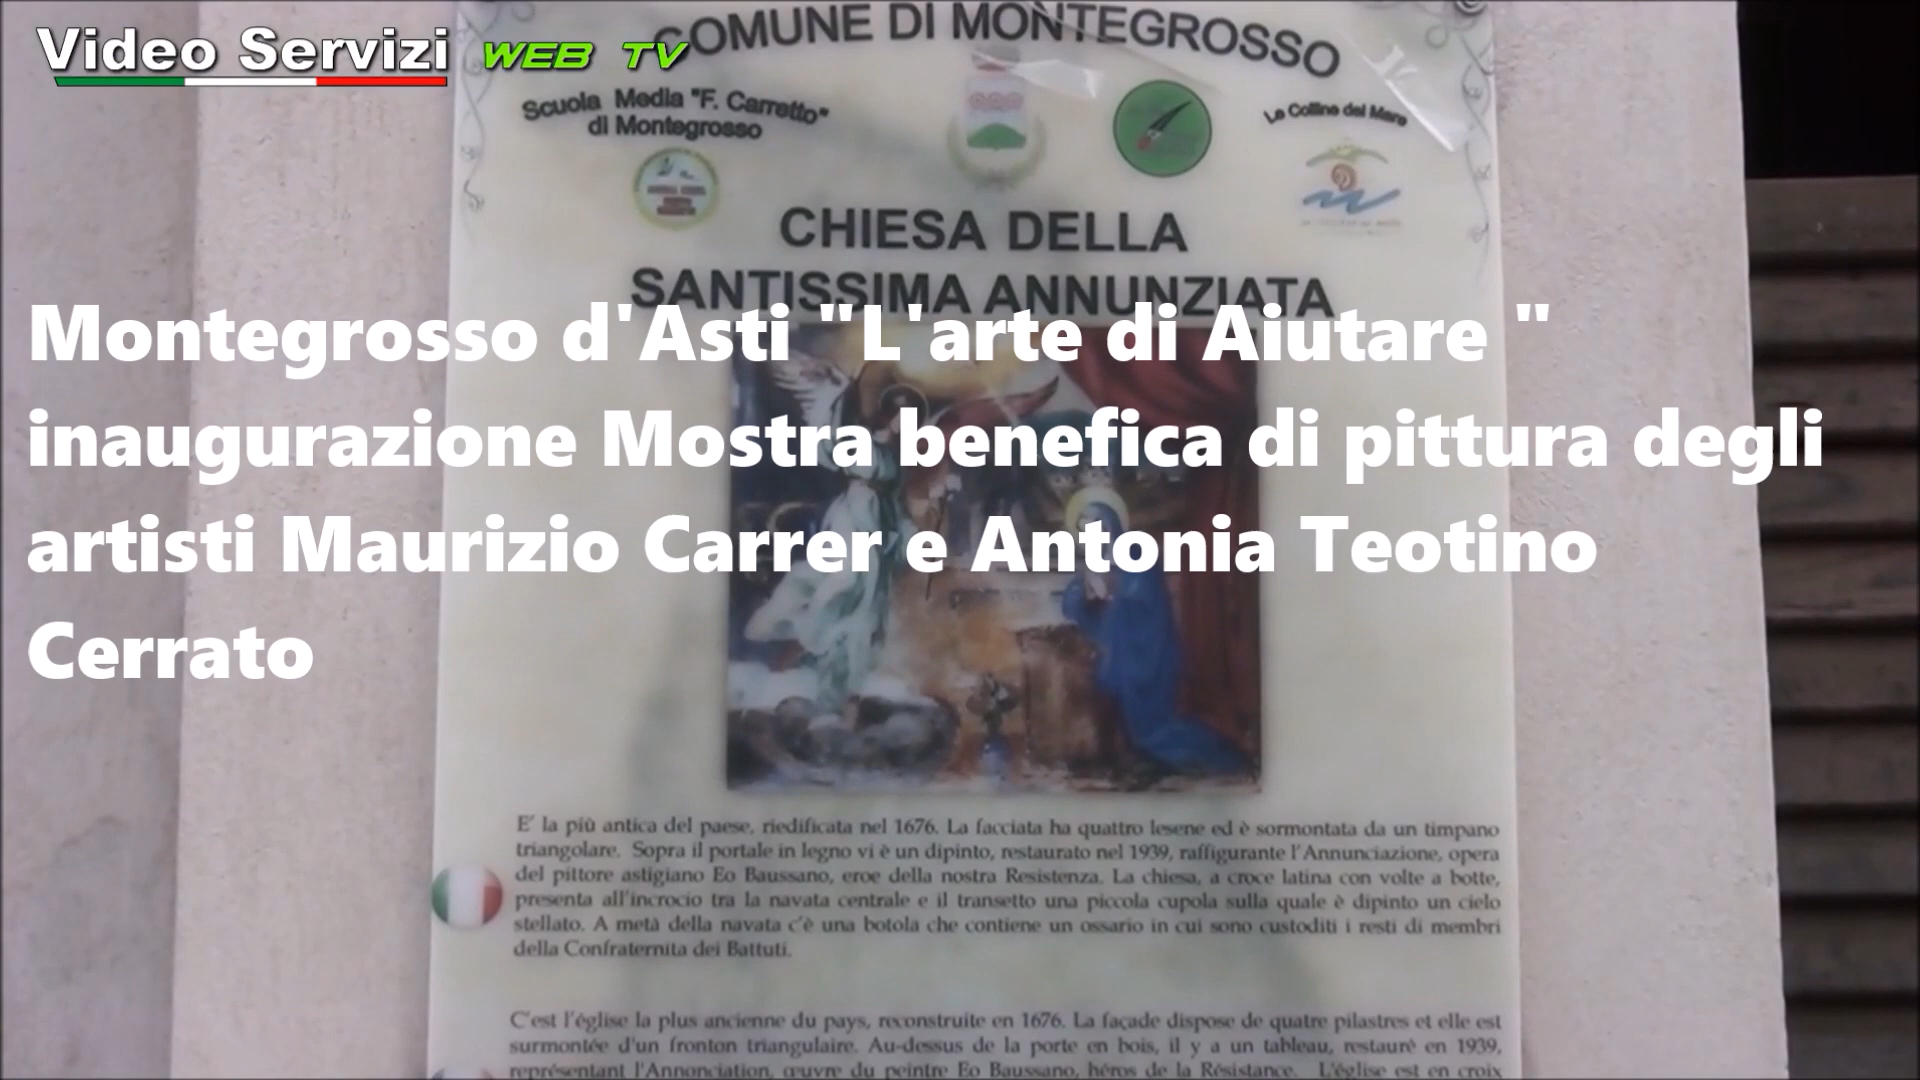 Video Servizi WEB TV
COMUNE DI MONTEGROSSO
Scuola Media "F. Carretto"
di Montegrosso
Le Colline del Mare
CHIESA DELLA
SANTISSIMA ANNUNZIATA
Montegrosso d'Asti "L'arte di Aiutare "
inaugurazione Mostra benefica di pittura degli
artisti Maurizio Carrer e Antonia Teotino
Cerrato
E' la più antica del paese, riedificata nel 1676. La facciata ha quattro lesene ed è sormontata da un timpano
triangolare. Sopra il portale in legno vi è un dipinto, restaurato nel 1939, raffigurante l'Annunciazione, opera
del pittore astigiano Eo Baussano, eroe della nostra Resistenza. La chiesa, a croce latina con volte a botte,
presenta all'incrocio tra la navata centrale e il transetto una piccola cupola sulla quale è dipinto un cielo
stellato. A metà della navata c'è una botola che contiene un ossario in cui sono custoditi i resti di membri
della Confraternita dei Battuti.
C'est l'église la plus ancienne du pays, reconstruite en 1676. La façade dispose de quatre pilastres et elle est
surmontée d'un fronton triangulaire. Au-dessus de la porte en bois, il y a un tableau, restauré en 1939,
représentant l'Annonciation, œuvre du peintre Eo Baussano, héros de la Résistance. L'église est en croix